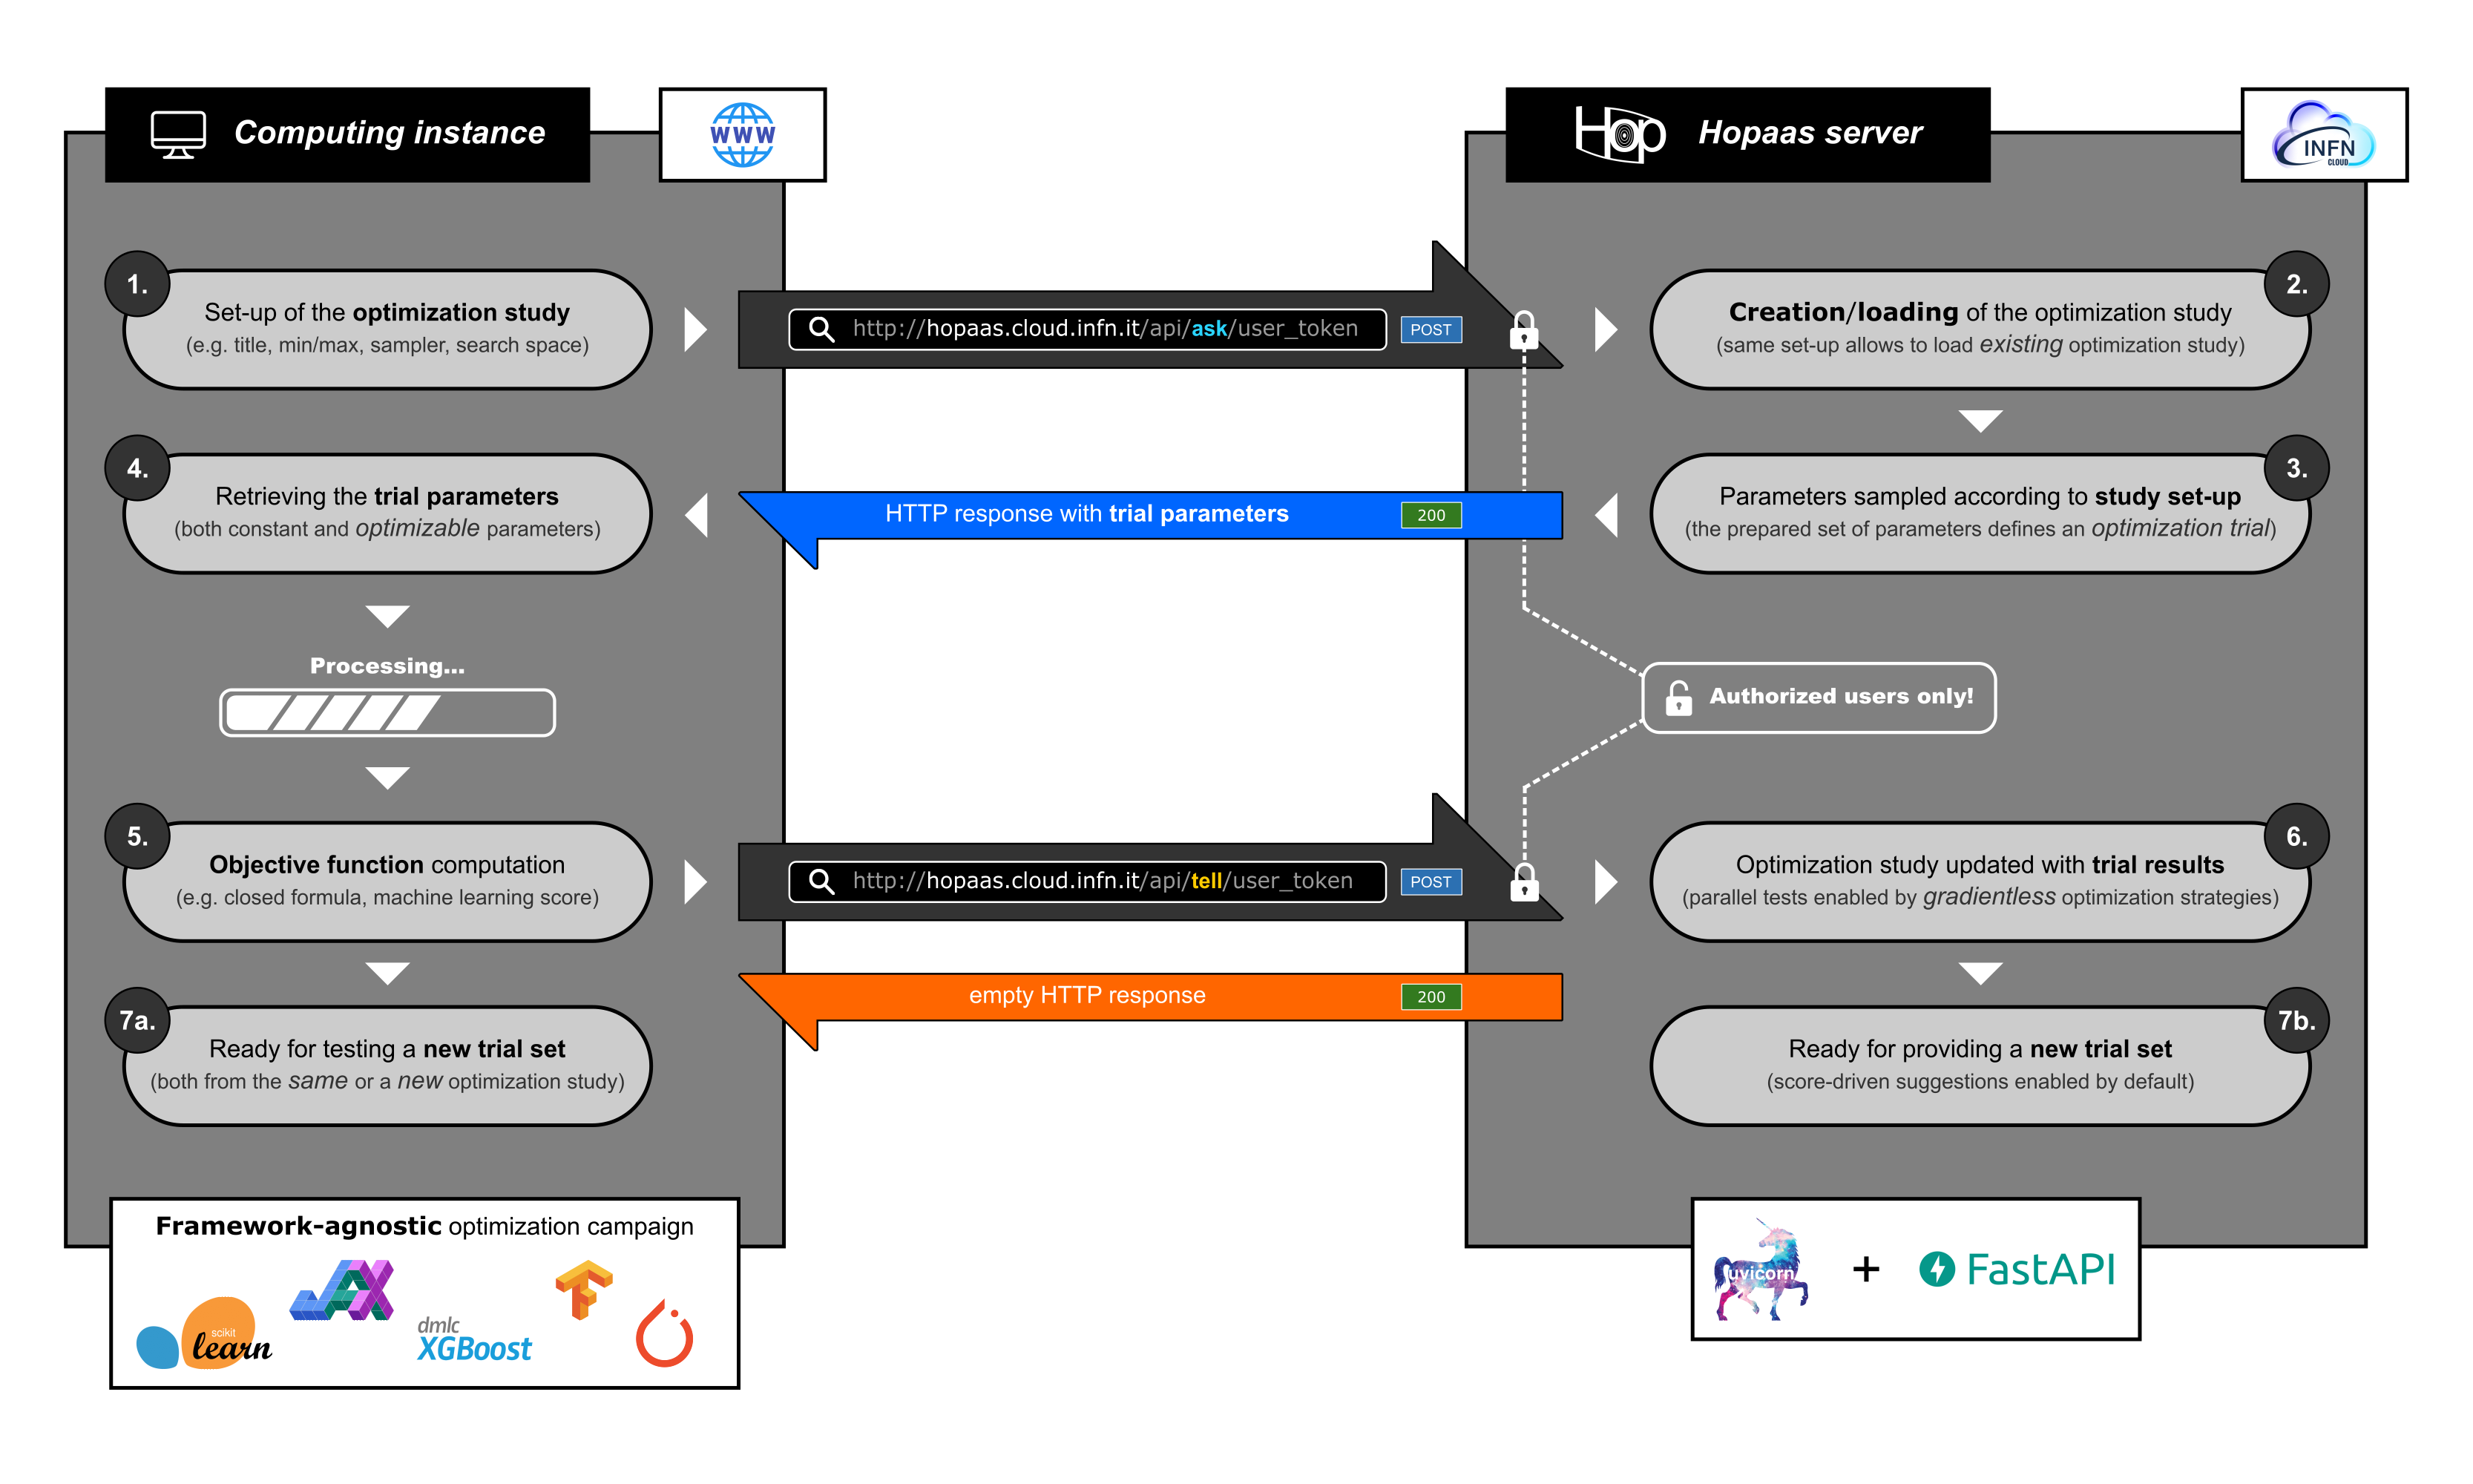 Computing instance
WWW
Hop
Hopaas server
INFN
CLOUD
1.
Set-up of the optimization study
(e.g. title, min/max, sampler, search space)
http://hopaas.cloud.infn.it/api/ask/user_token
POST
2.
Creation/loading of the optimization study
(same set-up allows to load existing optimization study)
4.
Retrieving the trial parameters
(both constant and optimizable parameters)
HTTP response with trial parameters
200
3.
Parameters sampled according to study set-up
(the prepared set of parameters defines an optimization trial)
Processing...
Authorized users only!
5.
Objective function computation
(e.g. closed formula, machine learning score)
http://hopaas.cloud.infn.it/api/tell/user_token
POST
6.
Optimization study updated with trial results
(parallel tests enabled by gradientless optimization strategies)
empty HTTP response
200
7a.
Ready for testing a new trial set
(both from the same or a new optimization study)
7b.
Ready for providing a new trial set
(score-driven suggestions enabled by default)
Framework-agnostic optimization campaign
scikit
learn
JAX
dmlc
XGBoost
uvicorn
+
FastAPI